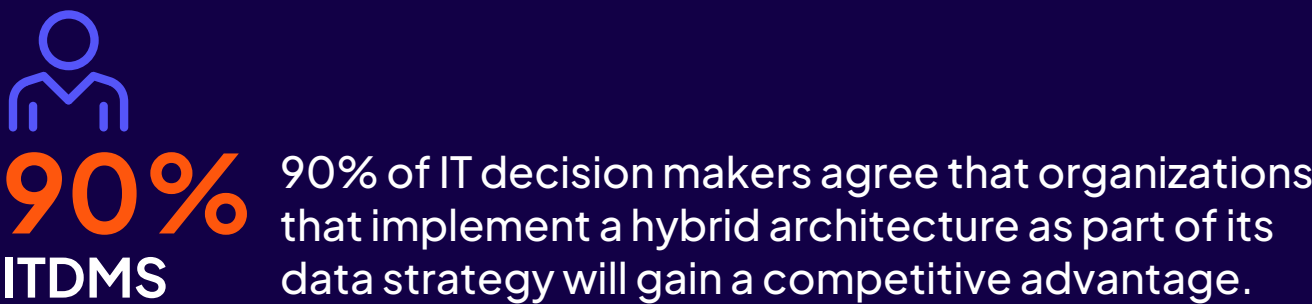 90%
ITDMS
90% of IT decision makers agree that organizations
that implement a hybrid architecture as part of its
data strategy will gain a competitive advantage.